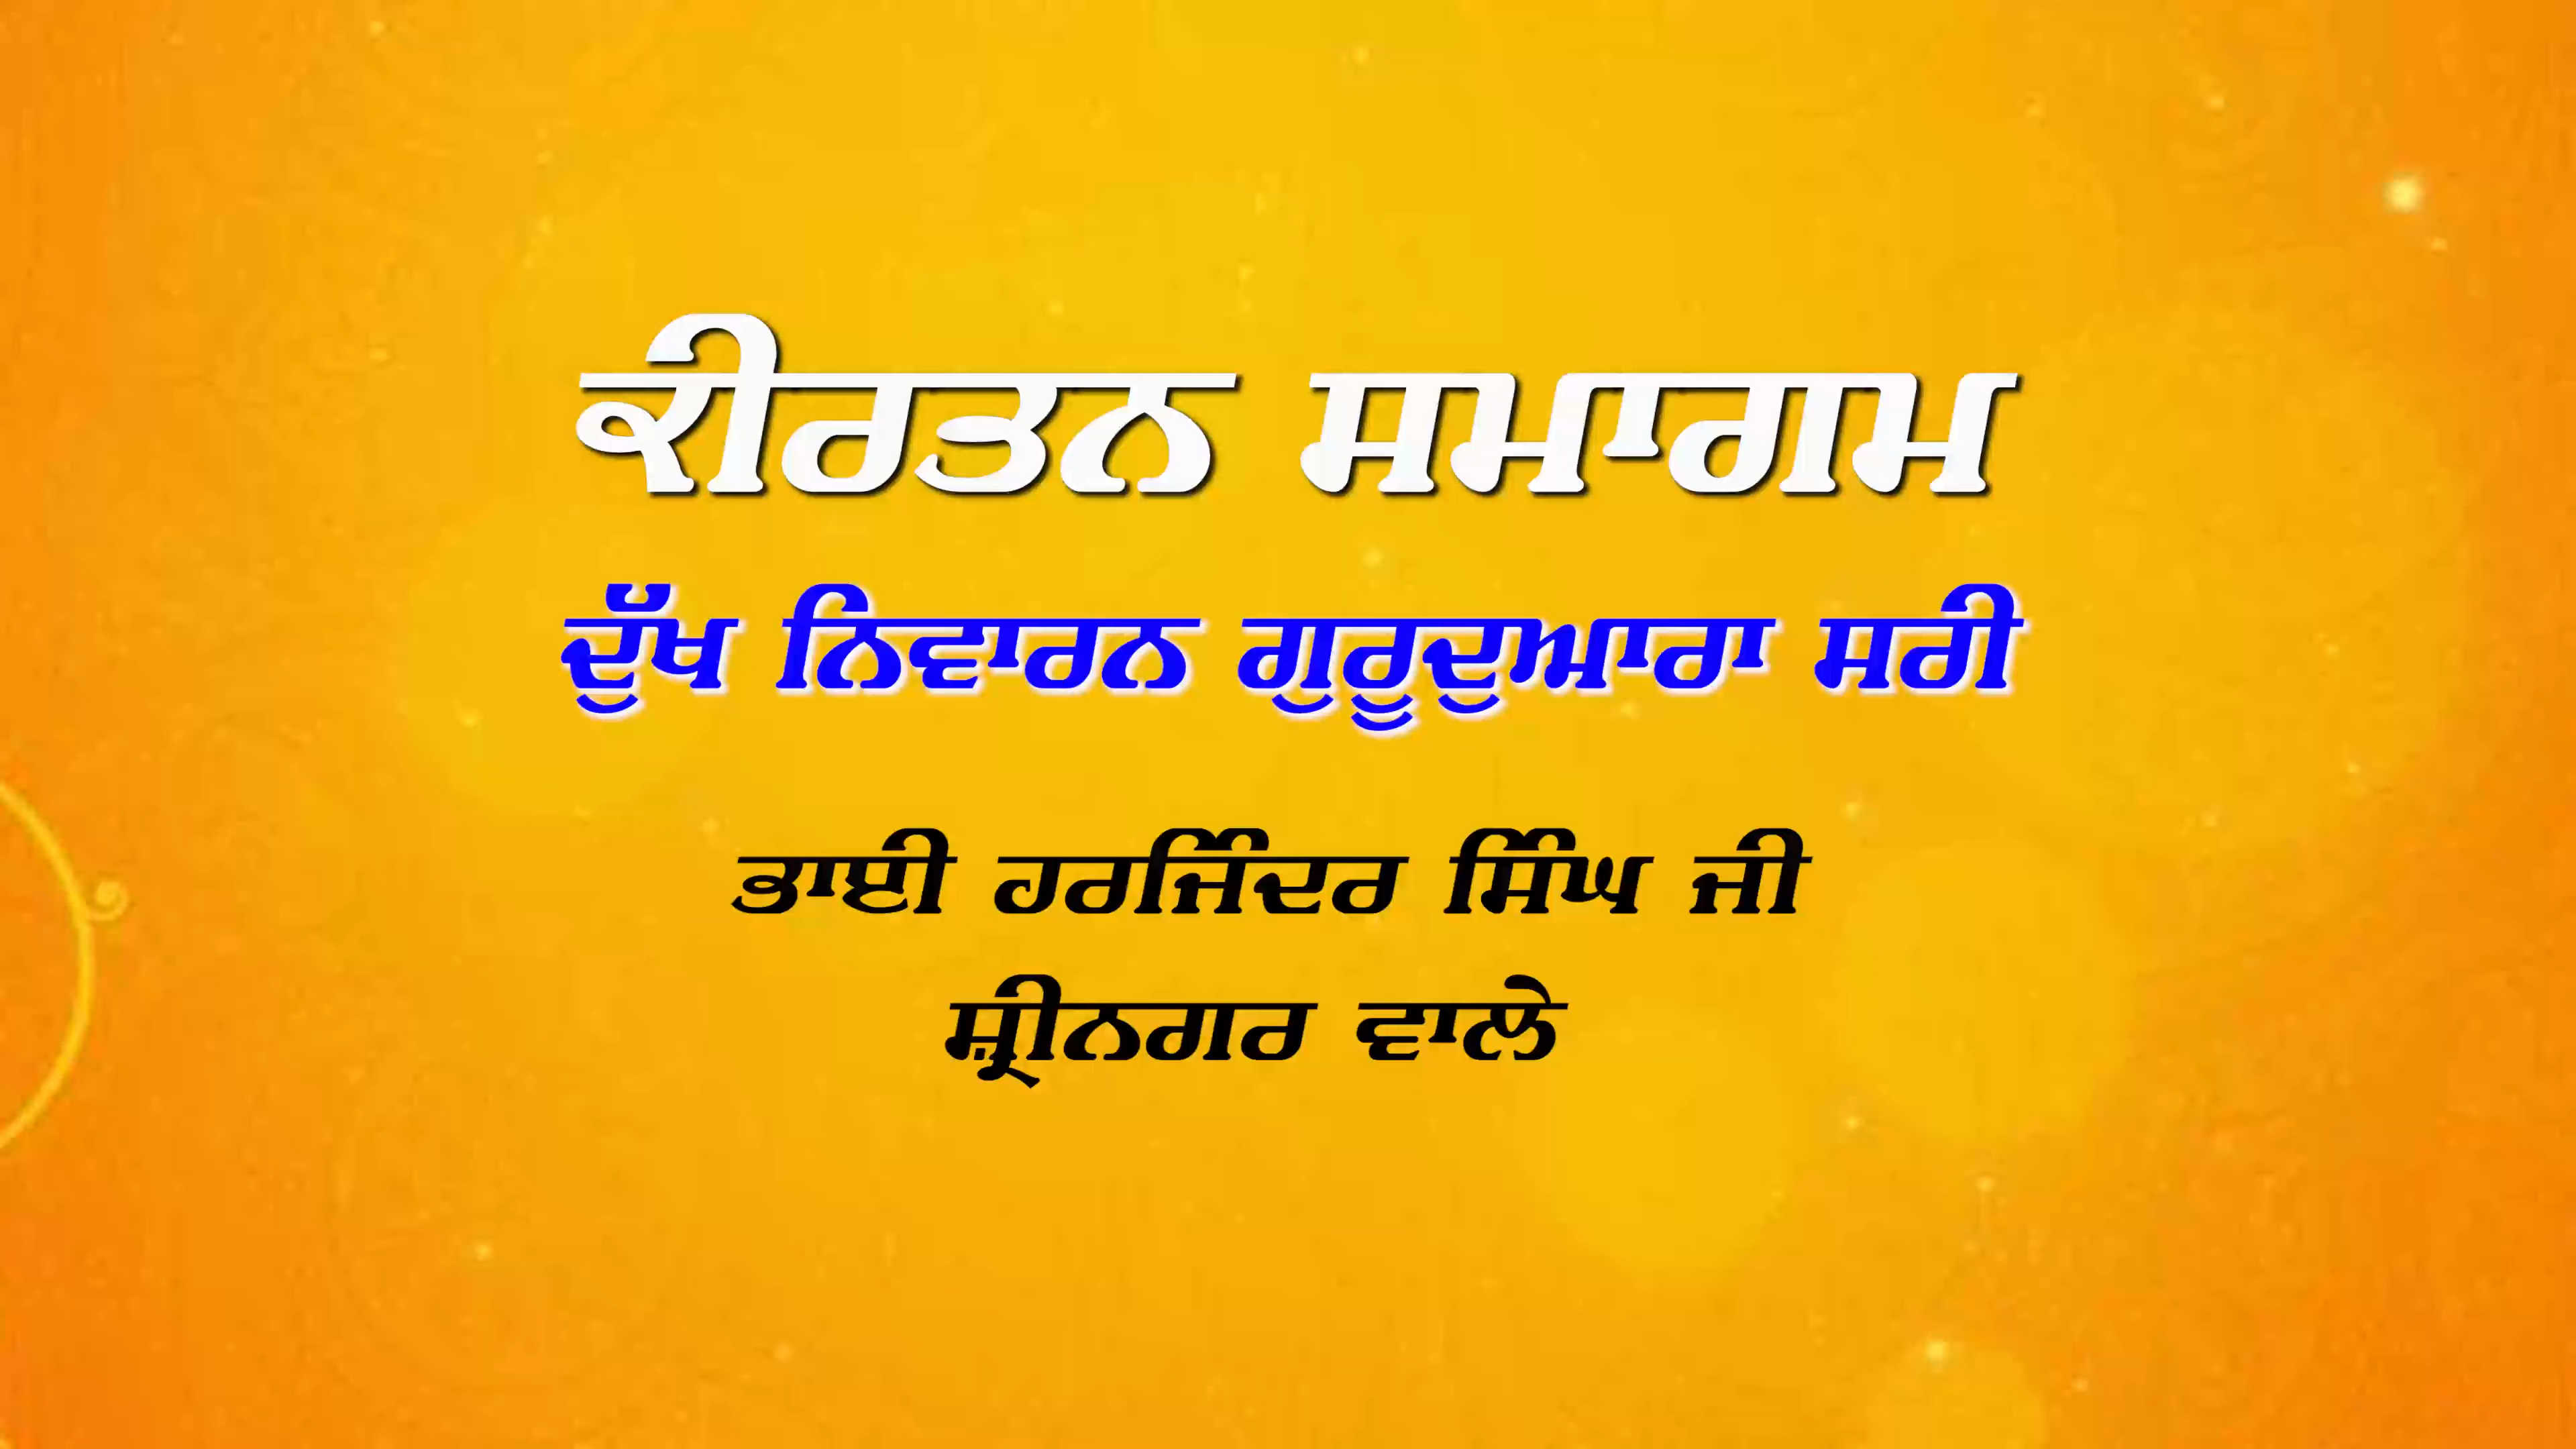 ਕੀਰਤਨ ਸਮਾਗਮ
ਦੁੱਖ ਨਿਵਾਰਨ ਗੁਰੂਦੁਆਰਾ ਸਰੀ
ਭਾਈ ਹਰਜਿੰਦਰ ਸਿੰਘ ਜੀ
ਸ਼੍ਰੀਨਗਰ ਵਾਲੇ